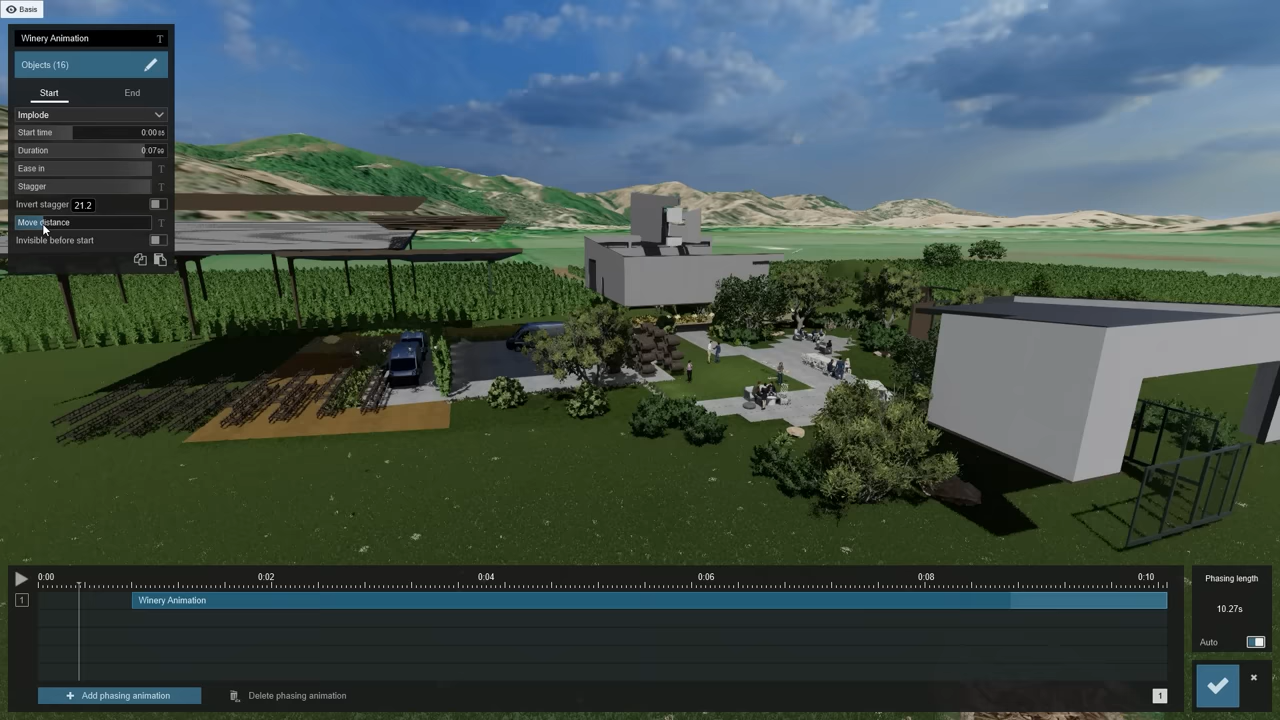 Basis
Winery Animation T
Objects (16)
Start End
Implode
Start time 0:00 85
Duration 0:07 99
Ease in T
Stagger T
Invert stagger 21.2
Move distance T
Invisible before start
0:00 0:02 0:04 0:06 0:08 0:10
1 Winery Animation
+ Add phasing animation Delete phasing animation 1
Phasing length
10.27s
Auto